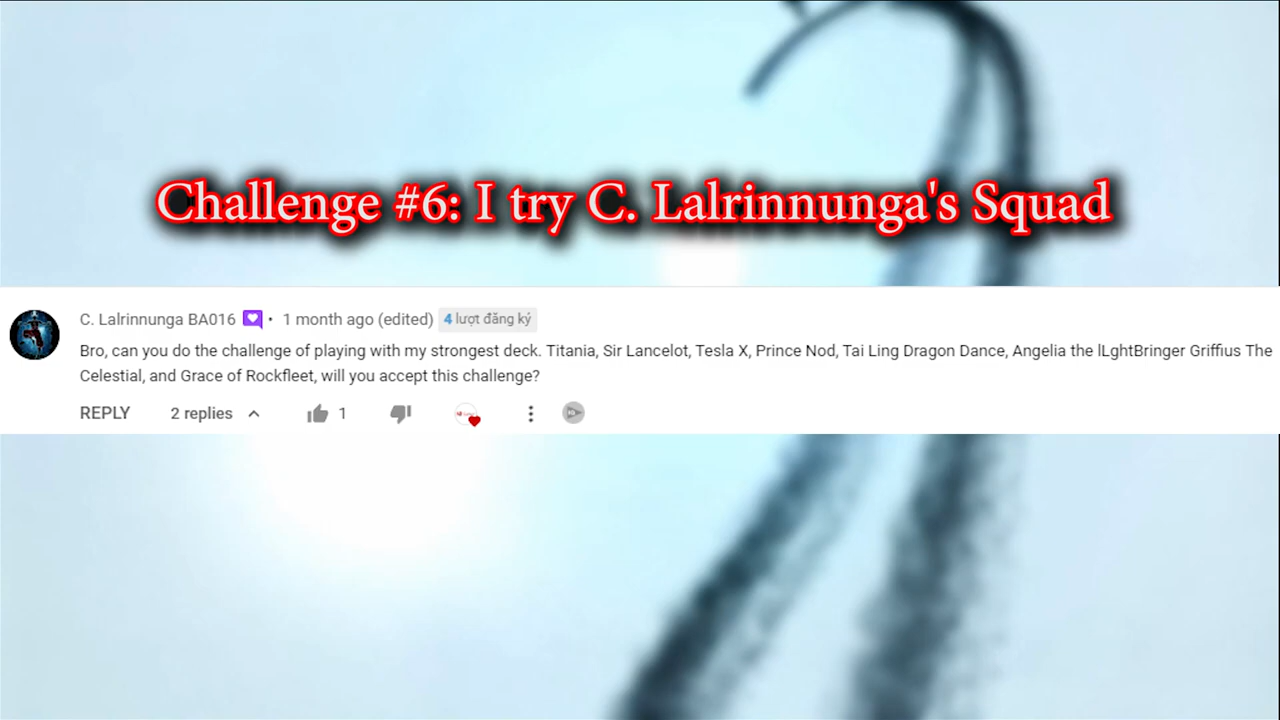 Challenge #6: I try C. Lalrinnunga's Squad
C. Lalrinnunga BA016 • 1 month ago (edited) 4 lượt đăng ký
Bro, can you do the challenge of playing with my strongest deck. Titania, Sir Lancelot, Tesla X, Prince Nod, Tai Ling Dragon Dance, Angelia the lLghtBringer Griffius The
Celestial, and Grace of Rockfleet, will you accept this challenge?
REPLY 2 replies 1